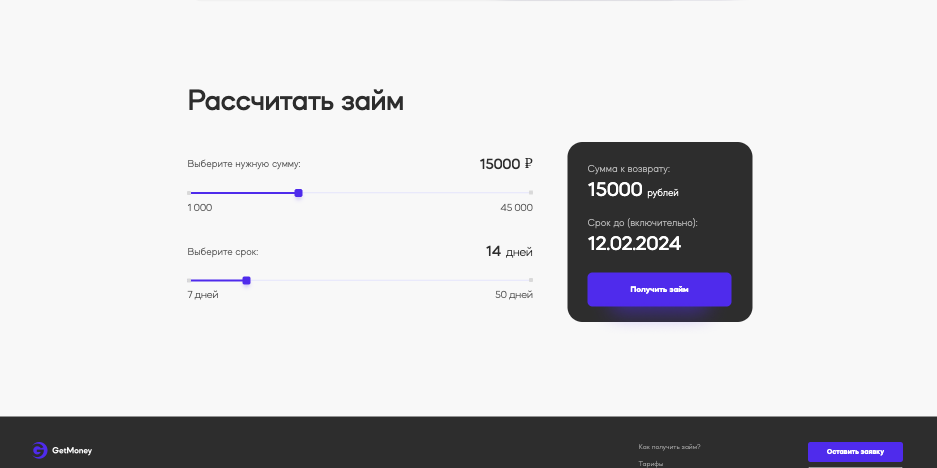 Рассчитать займ
Выберите нужную сумму:
15000 ₽
1 000
45 000
Выберите срок:
14 дней
7 дней
50 дней
Сумма к возврату:
15000 рублей
Срок до (включительно):
12.02.2024
Получить займ
GetMoney
Как получить займ?
Тарифы
Оставить заявку